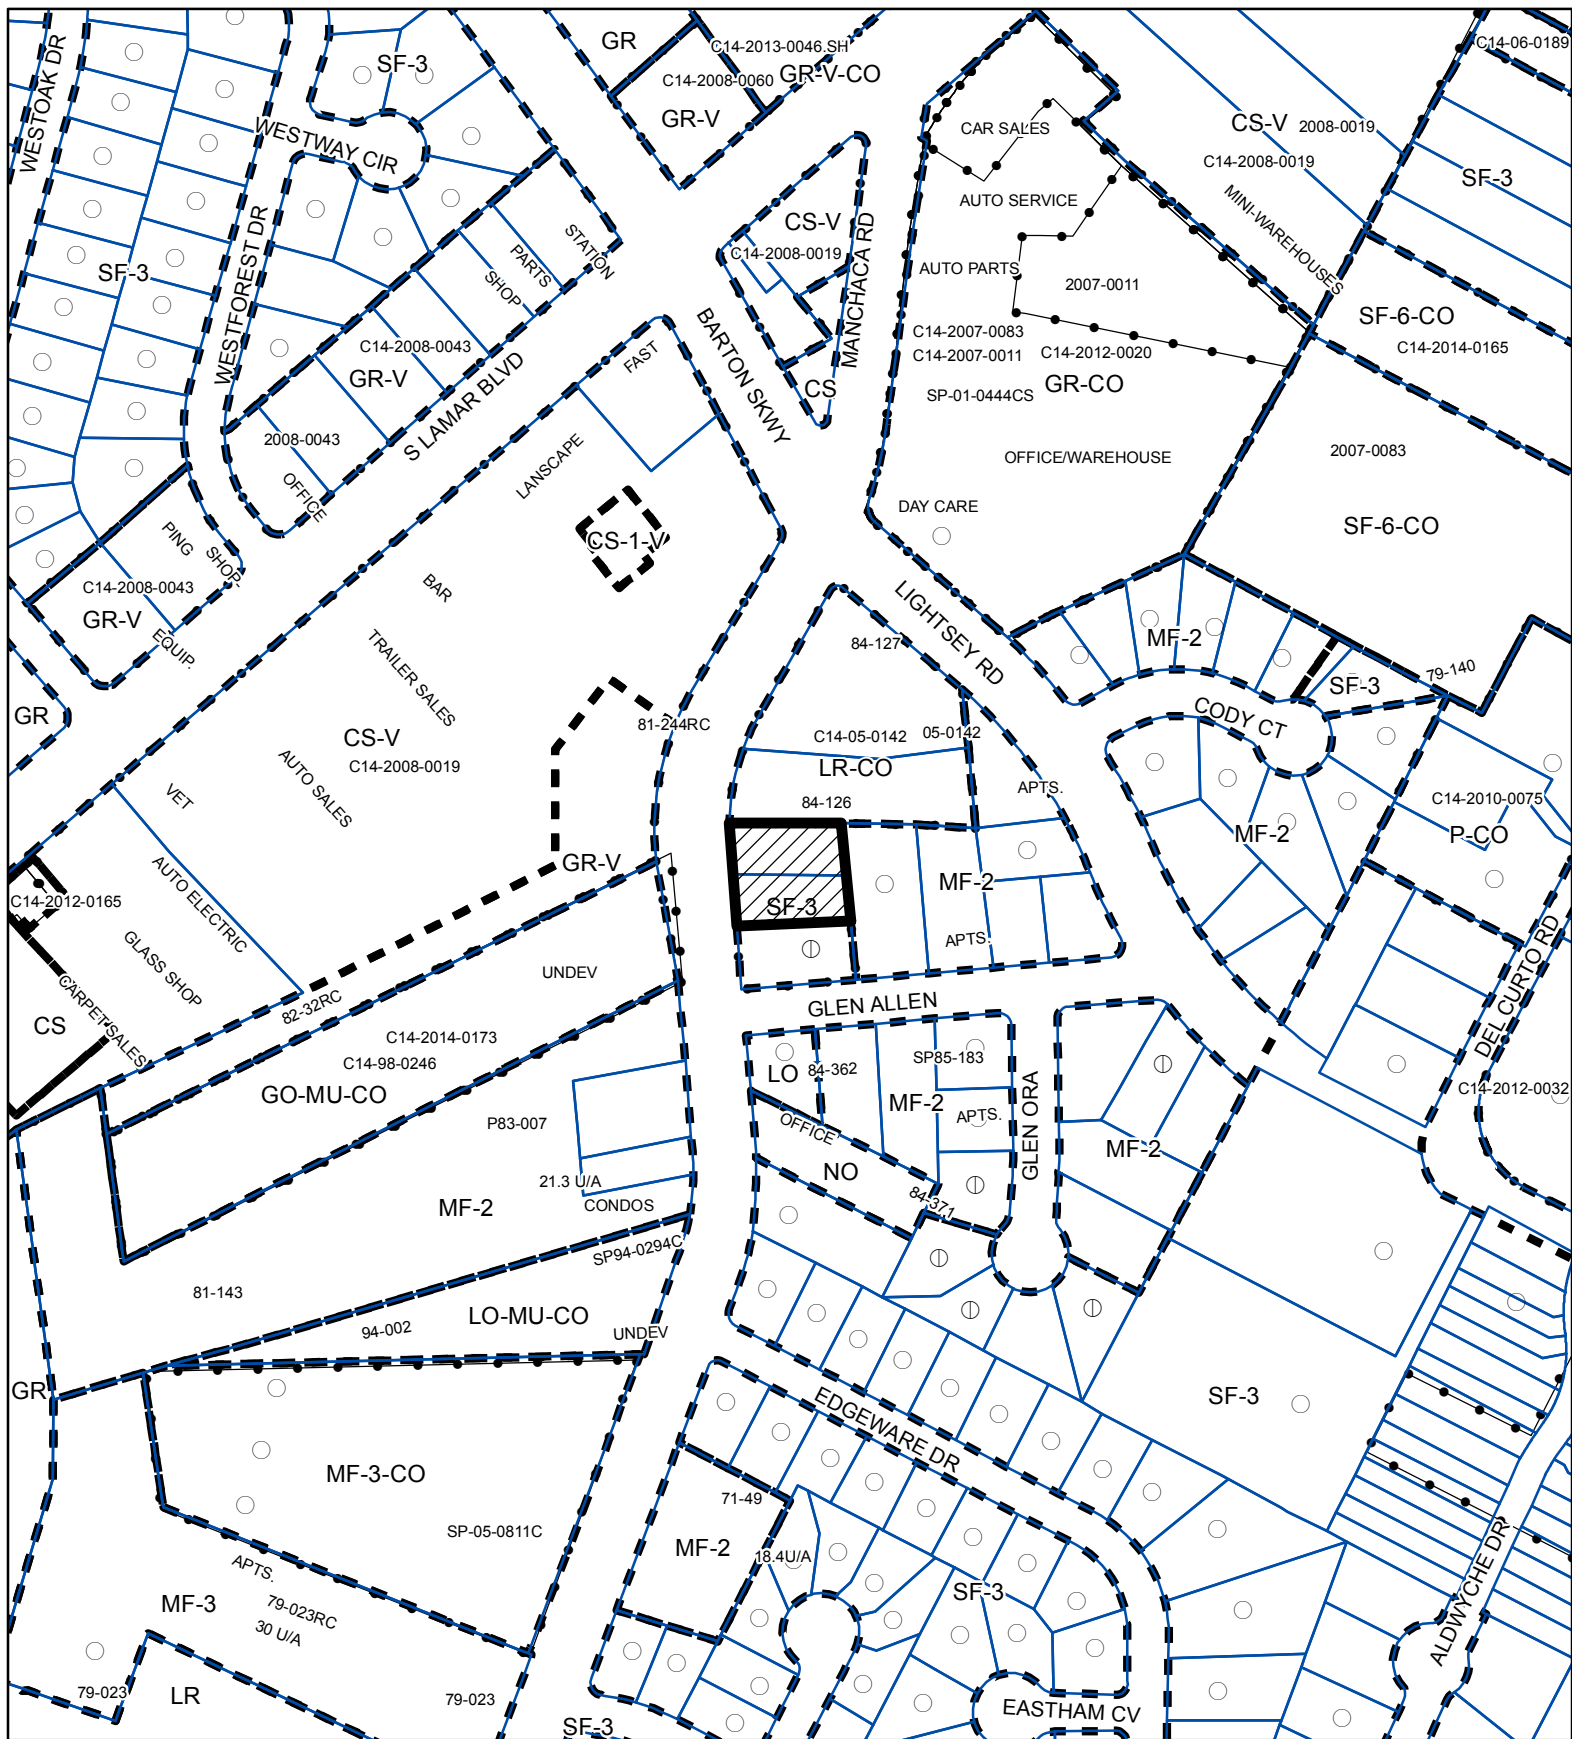 WESTOAK DR
SF-3
WESTWAY CIR
GR
C14-2013-0046.SH
C14-2008-0060
GR-V-CO
GR-V
C14-06-0189
CAR SALES
CS-V
2008-0019
C14-2008-0019
SF-3
AUTO SERVICE
MINI-WAREHOUSES
WESTFOREST DR
SF-3
STATION
PARTS
SHOP
CS-V
C14-2008-0019
MANCHACA RD
AUTO PARTS
2007-0011
SF-6-CO
C14-2014-0165
C14-2007-0083
C14-2007-0011
C14-2012-0020
GR-CO
SP-01-0444CS
C14-2008-0043
GR-V
S LAMAR BLVD
FAST
BARTON SKWY
CS
2008-0043
OFFICE
LANSCAPE
OFFICE/WAREHOUSE
2007-0083
DAY CARE
SF-6-CO
CS-1-V
PING
SHOP-
C14-2008-0043
GR-V
EQUIP.
BAR
LIGHTSEY RD
84-127
MF-2
TRAILER SALES
79-140
SF-3
GR
81-244RC
CODY CT
CS-V
C14-2008-0019
C14-05-0142
05-0142
LR-CO
AUTO SALES
VET
84-126
APTS.
C14-2010-0075
MF-2
P-CO
GR-V
AUTO ELECTRIC
C14-2012-0165
MF-2
SF-3
APTS.
GLASS SHOP
UNDEV
DEL CURTO RD
CARPET/SALES
CS
82-32RC
GLEN ALLEN
C14-2014-0173
C14-98-0246
GO-MU-CO
LO
84-362
SP85-183
MF-2
APTS.
GLEN ORA
C14-2012-0032
P83-007
OFFICE
MF-2
NO
21.3 U/A
CONDOS
MF-2
84-371
SP94-0294C
81-143
LO-MU-CO
94-002
UNDEV
GR
SF-3
EDGEWARE DR
MF-3-CO
71-49
SP-05-0811C
MF-2
18.4U/A
APTS.
SF-3
MF-3
79-023RC
30 U/A
ALDWYCHE DR
79-023
LR
79-023
SF-3
EASTHAM CV